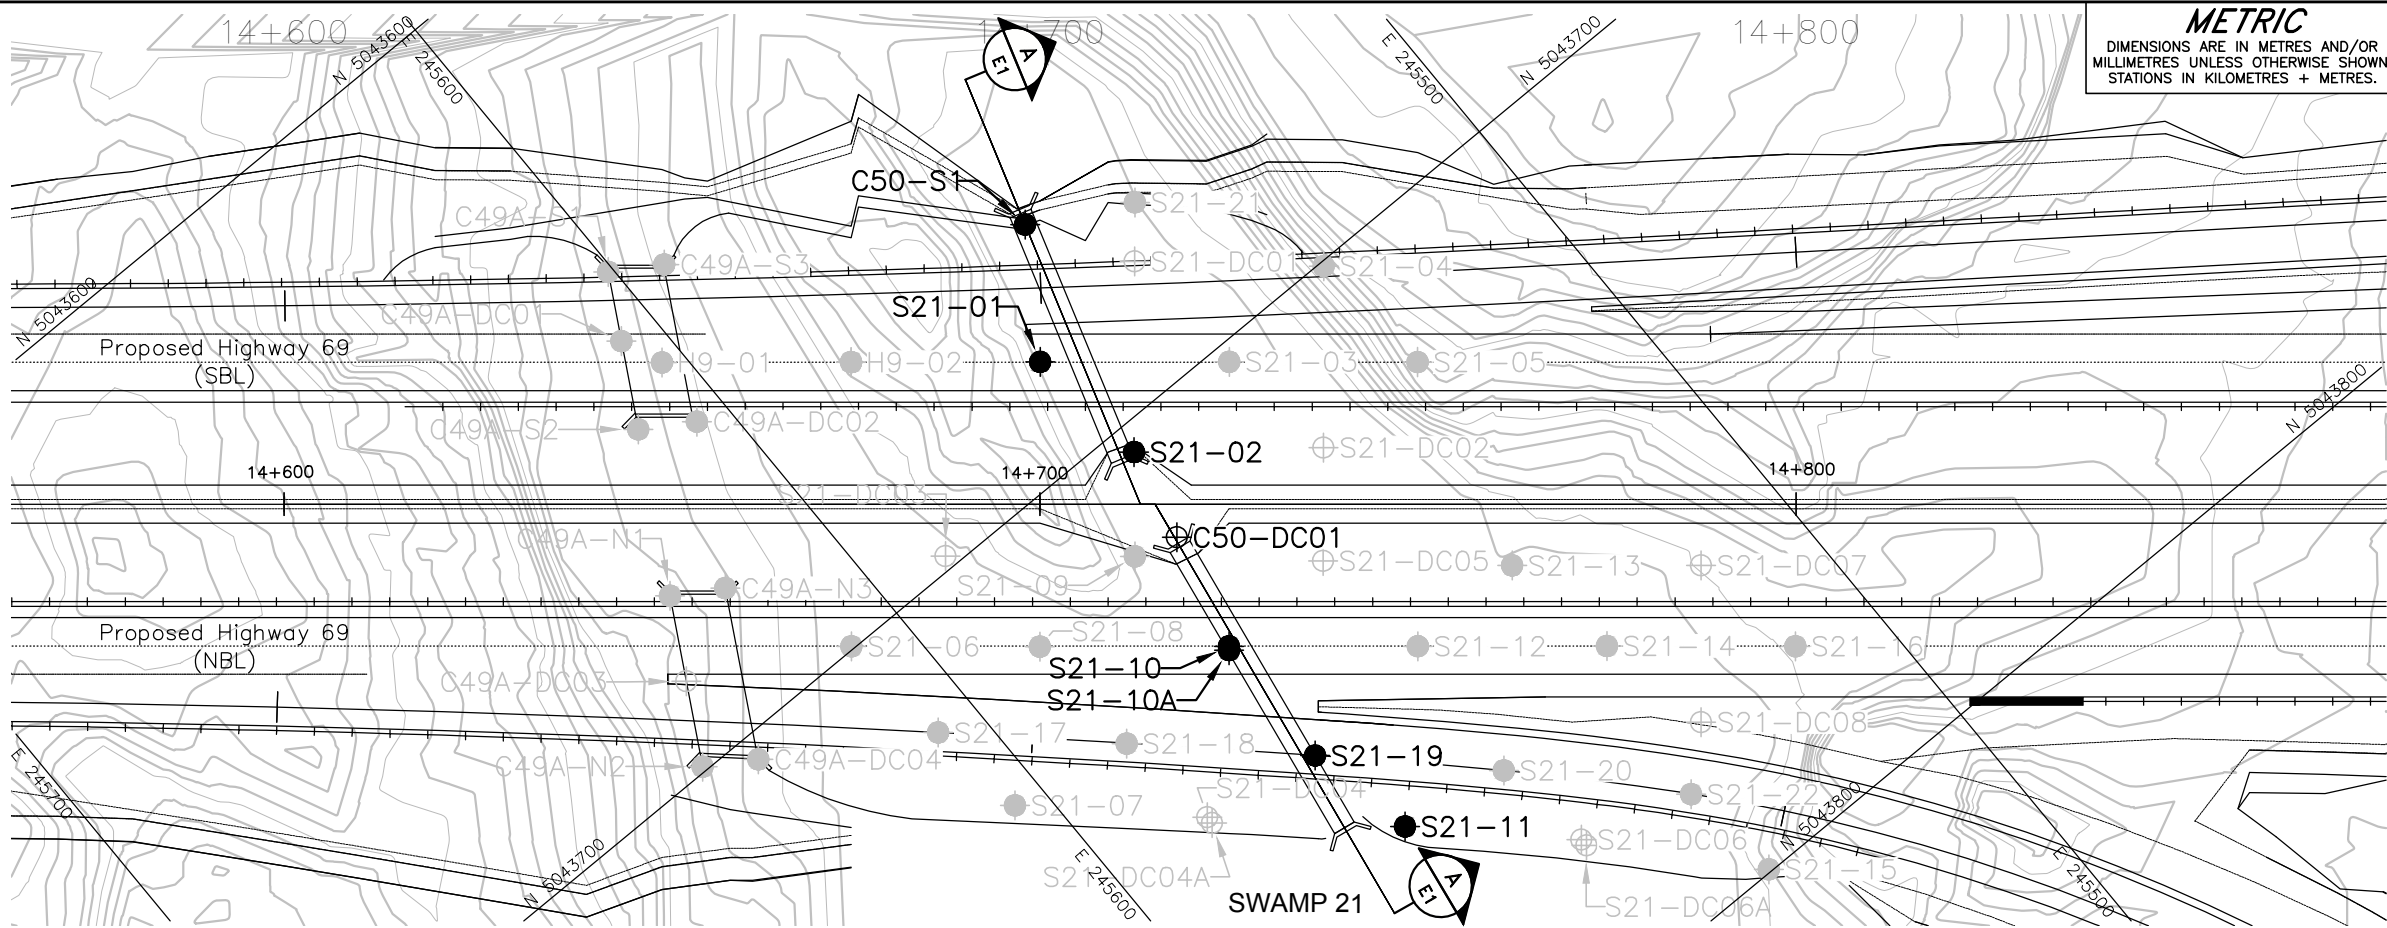 14+600
14+700
14+800
METRIC
DIMENSIONS ARE IN METRES AND/OR
MILLIMETRES UNLESS OTHERWISE SHOWN
STATIONS IN KILOMETRES + METRES.
N 5043600
E 245600
A
E1
E 245500
N 5043700
C50-S1
C49A-S1
S21-21
C49A-S3
S21-DC01
S21-04
N 5043600
C49A-DC01
S21-01
Proposed Highway 69
(SBL)
H9-01
H9-02
S21-03
S21-05
N 5043800
C49A-S2
C49A-DC02
S21-02
S21-DC02
14+600
14+700
14+800
S21-DC03
C49A-N1
C50-DC01
S21-09
S21-DC05
S21-13
S21-DC07
C49A-N3
Proposed Highway 69
(NBL)
S21-06
S21-08
S21-12
S21-14
S21-16
S21-10
S21-10A
C49A-DC03
S21-17
S21-18
S21-DC08
C49A-N2
C49A-DC04
S21-19
S21-20
E 245700
S21-07
S21-DC04
S21-22
N 5043800
S21-11
S21-DC06
N 5043700
S21-DC04A
E 245600
S21-15
E 245500
SWAMP 21
A
E1
S21-DC06A